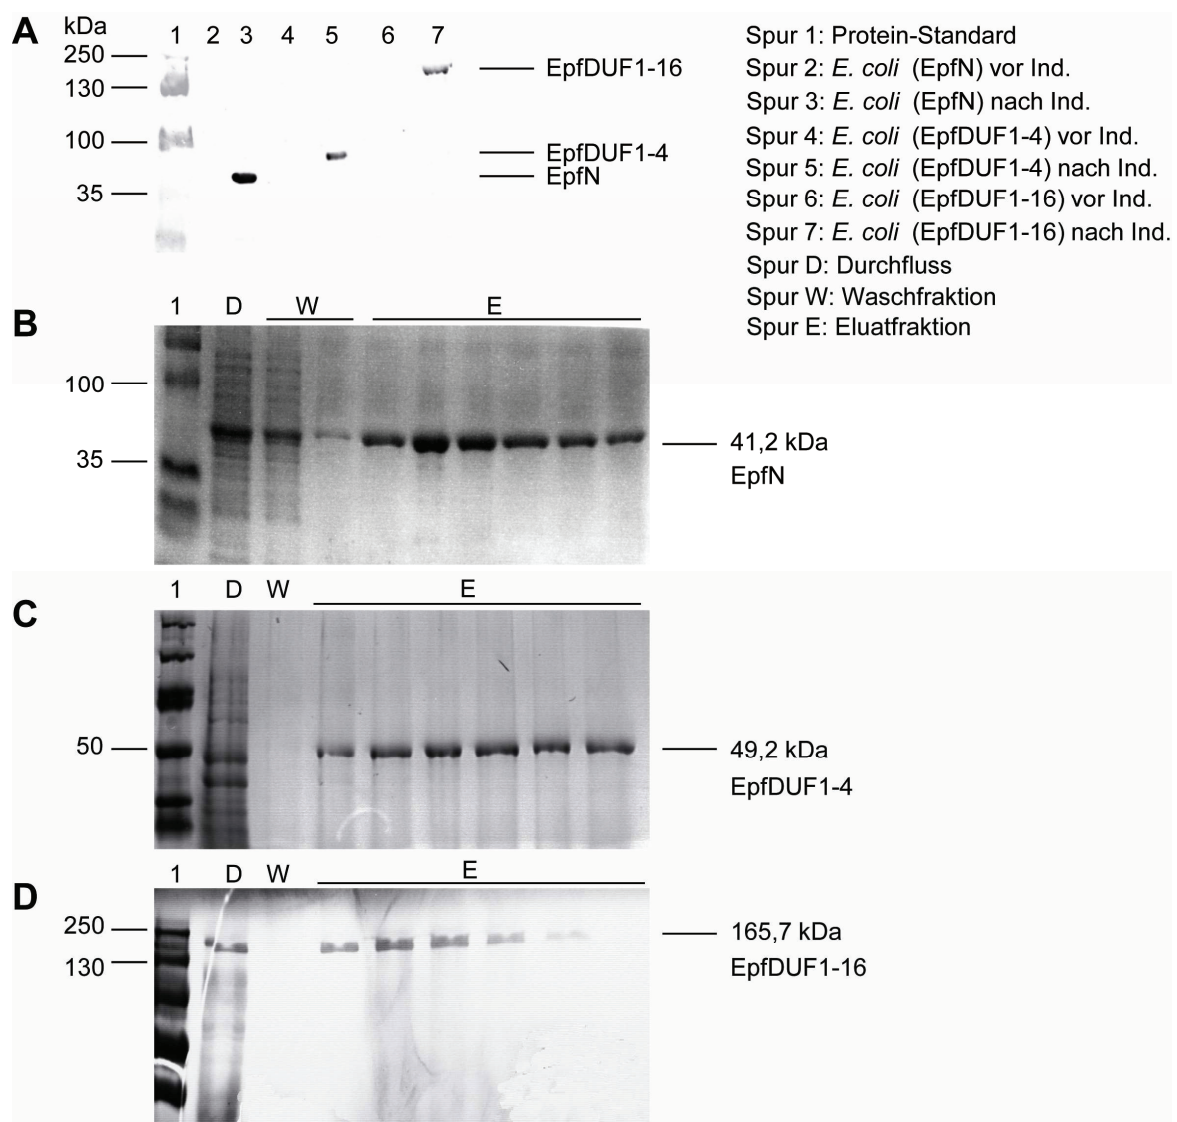 A
kDa
1 2 3 4 5 6 7
250
130
100
35
EpfDUF1-16
EpfDUF1-4
EpfN
Spur 1: Protein-Standard
Spur 2: E. coli (EpfN) vor Ind.
Spur 3: E. coli (EpfN) nach Ind.
Spur 4: E. coli (EpfDUF1-4) vor Ind.
Spur 5: E. coli (EpfDUF1-4) nach Ind.
Spur 6: E. coli (EpfDUF1-16) vor Ind.
Spur 7: E. coli (EpfDUF1-16) nach Ind.
Spur D: Durchfluss
Spur W: Waschfraktion
Spur E: Eluatfraktion
B
1 D W E
100
35
41,2 kDa
EpfN
C
1 D W E
50
49,2 kDa
EpfDUF1-4
D
1 D W E
250
130
165,7 kDa
EpfDUF1-16